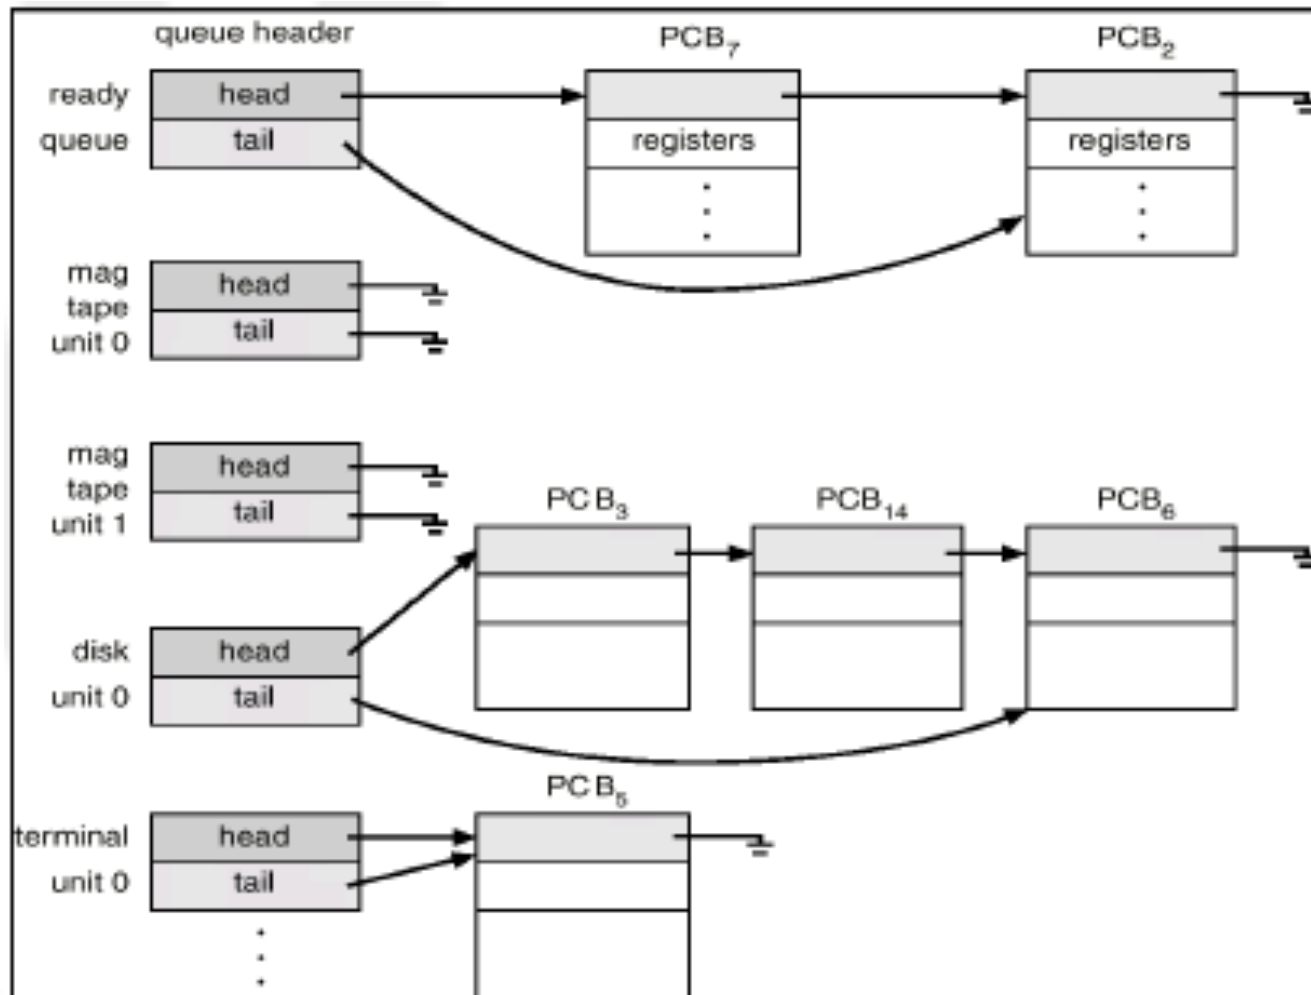 queue header
PCB7
PCB2
ready
queue
head
tail
registers
registers
mag
tape
unit 0
head
tail
mag
tape
unit 1
head
tail
PCB3
PCB14
PCB6
disk
unit 0
head
tail
PCB5
terminal
unit 0
head
tail